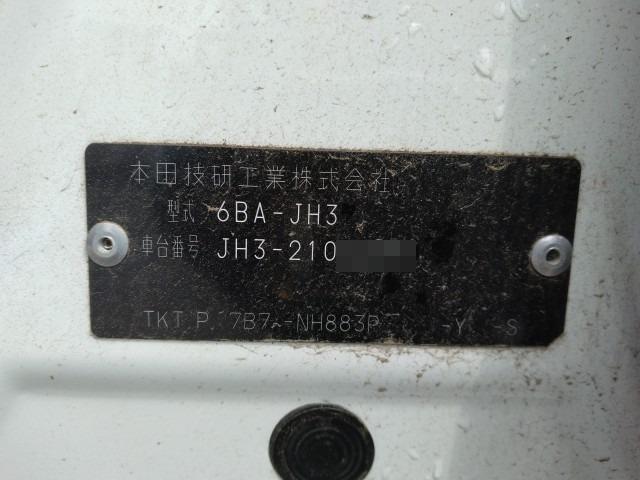 本田技研工業株式会社
型式 6BA-JH3
車台番号 JH3-210
TKT P. 7B7 -NH883P -Y -S